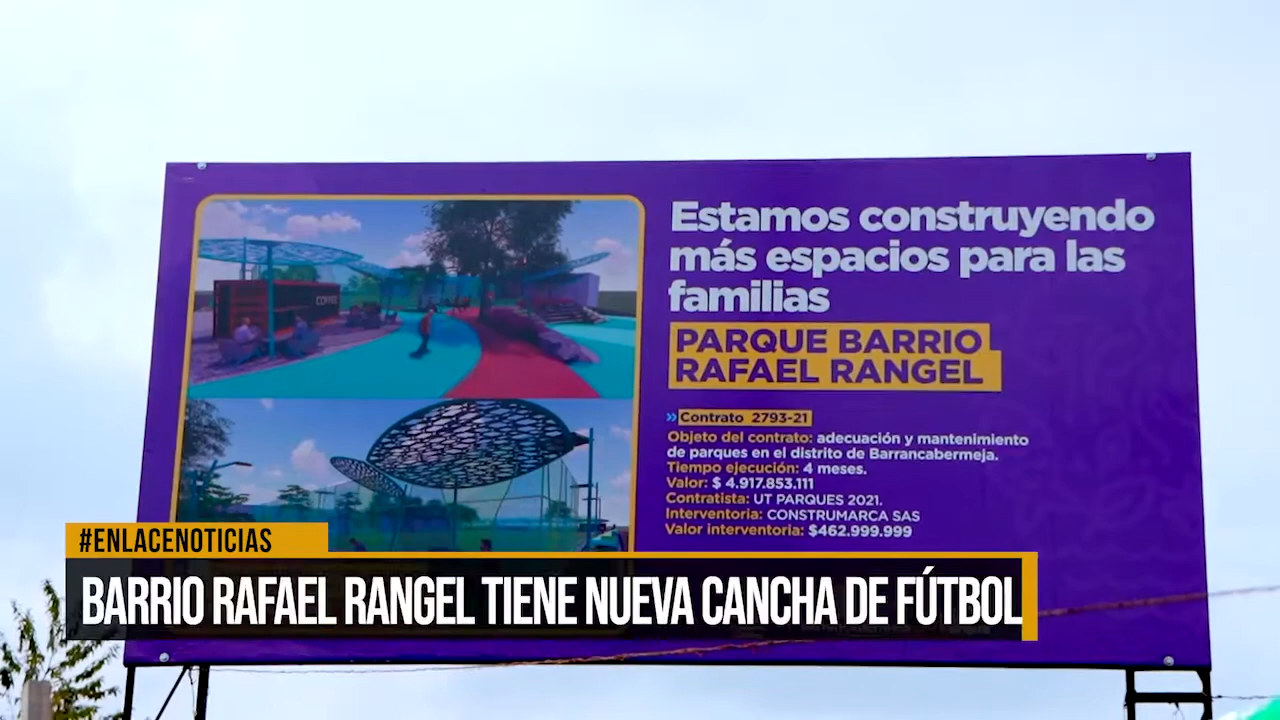 Estamos construyendo
más espacios para las
familias
PARQUE BARRIO
RAFAEL RANGEL
» Contrato 2793-21
Objeto del contrato: adecuación y mantenimiento
de parques en el distrito de Barrancabermeja.
Tiempo ejecución: 4 meses.
Valor: $ 4.917.853.111
Contratista: UT PARQUES 2021.
Interventoria: CONSTRUMARCA SAS
Valor interventoria: $462.999.999
#ENLACENOTICIAS
BARRIO RAFAEL RANGEL TIENE NUEVA CANCHA DE FÚTBOL